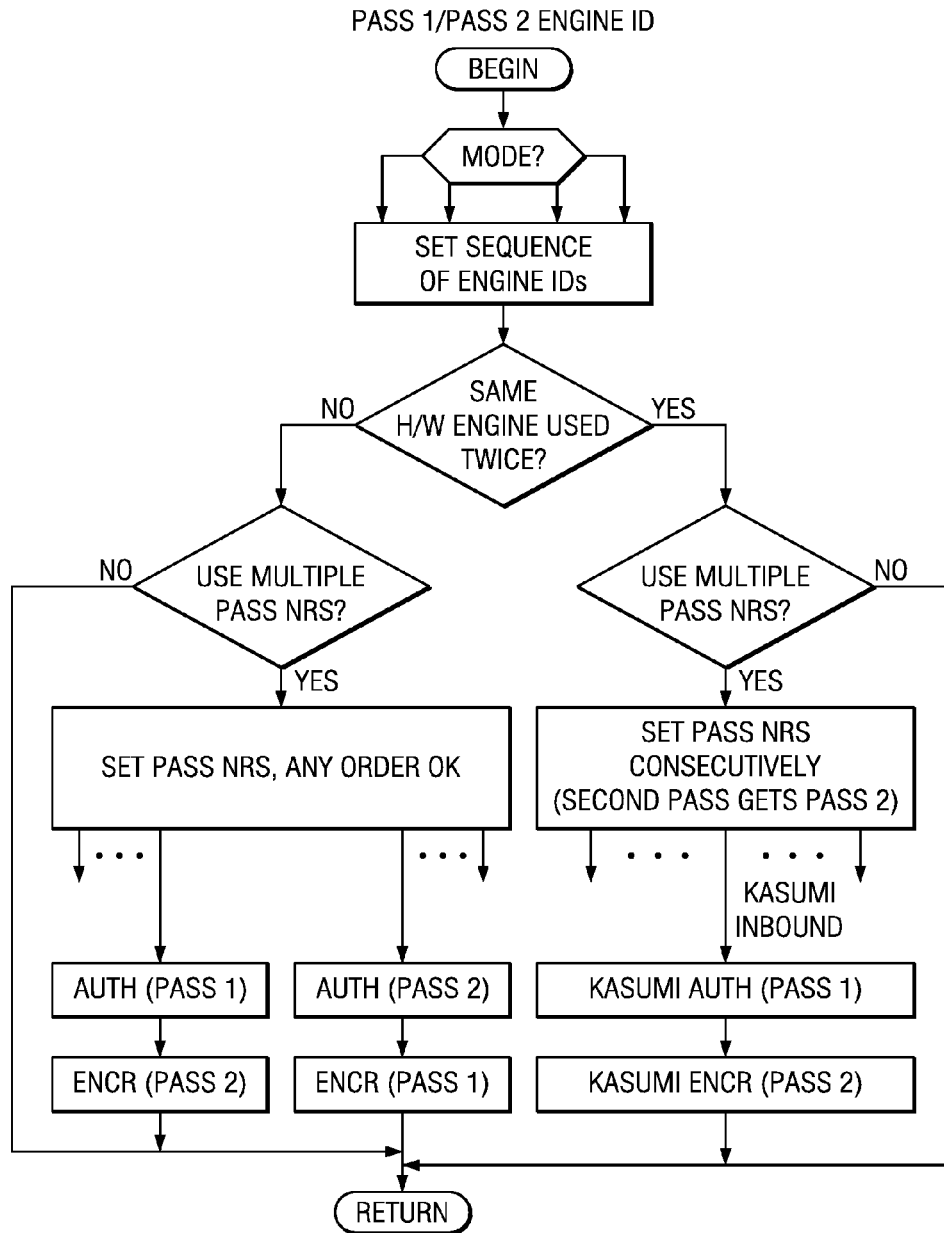 PASS 1/PASS 2 ENGINE ID
BEGIN
MODE?
SET SEQUENCE
OF ENGINE IDs
SAME
H/W ENGINE USED
TWICE?
NO
YES
NO
USE MULTIPLE
PASS NRS?
YES
USE MULTIPLE
PASS NRS?
NO
YES
SET PASS NRS, ANY ORDER OK
SET PASS NRS
CONSECUTIVELY
(SECOND PASS GETS PASS 2)
KASUMI
INBOUND
AUTH (PASS 1)
AUTH (PASS 2)
KASUMI AUTH (PASS 1)
ENCR (PASS 2)
ENCR (PASS 1)
KASUMI ENCR (PASS 2)
RETURN